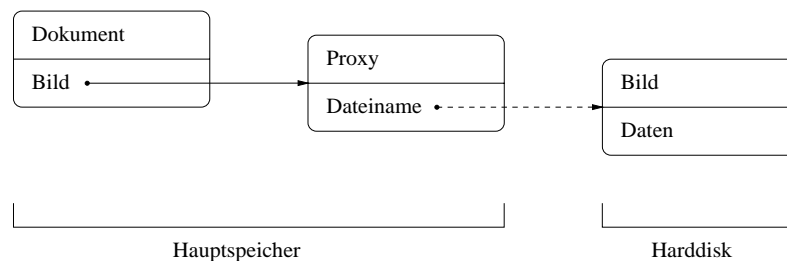 Dokument
Bild
Proxy
Dateiname
Bild
Daten
Hauptspeicher
Harddisk